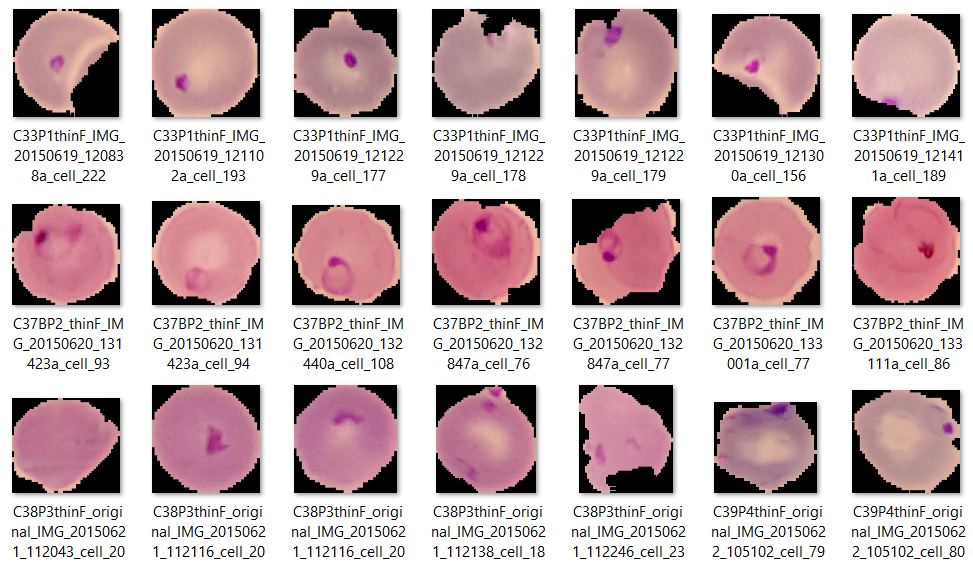 C33P1thinF_IMG_ C33P1thinF_IMG_ C33P1thinF_IMG_ C33P1thinF_IMG_ C33P1thinF_IMG_ C33P1thinF_IMG_ C33P1thinF_IMG_
20150619_12083 20150619_12110 20150619_12122 20150619_12122 20150619_12122 20150619_12130 20150619_12141
8a_cell_222 2a_cell_193 9a_cell_177 9a_cell_178 9a_cell_179 0a_cell_156 1a_cell_189
C37BP2_thinF_IM C37BP2_thinF_IM C37BP2_thinF_IM C37BP2_thinF_IM C37BP2_thinF_IM C37BP2_thinF_IM C37BP2_thinF_IM
G_20150620_131 G_20150620_131 G_20150620_132 G_20150620_132 G_20150620_132 G_20150620_133 G_20150620_133
423a_cell_93 423a_cell_94 440a_cell_108 847a_cell_76 847a_cell_77 001a_cell_77 111a_cell_86
C38P3thinF_origi C38P3thinF_origi C38P3thinF_origi C38P3thinF_origi C38P3thinF_origi C39P4thinF_origi C39P4thinF_origi
nal_IMG_2015062 nal_IMG_2015062 nal_IMG_2015062 nal_IMG_2015062 nal_IMG_2015062 nal_IMG_2015062 nal_IMG_2015062
1_112043_cell_20 1_112116_cell_20 1_112116_cell_20 1_112138_cell_18 1_112246_cell_23 2_105102_cell_79 2_105102_cell_80